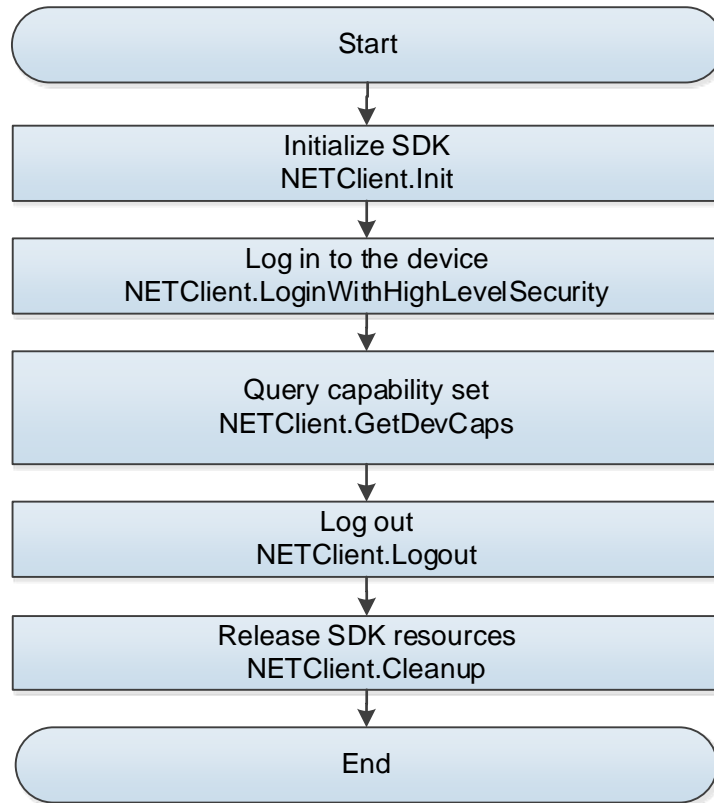 Start
Initialize SDK
NETClient.Init
Log in to the device
NETClient.LoginWithHighLevelSecurity
Query capability set
NETClient.GetDevCaps
Log out
NETClient.Logout
Release SDK resources
NETClient.Cleanup
End